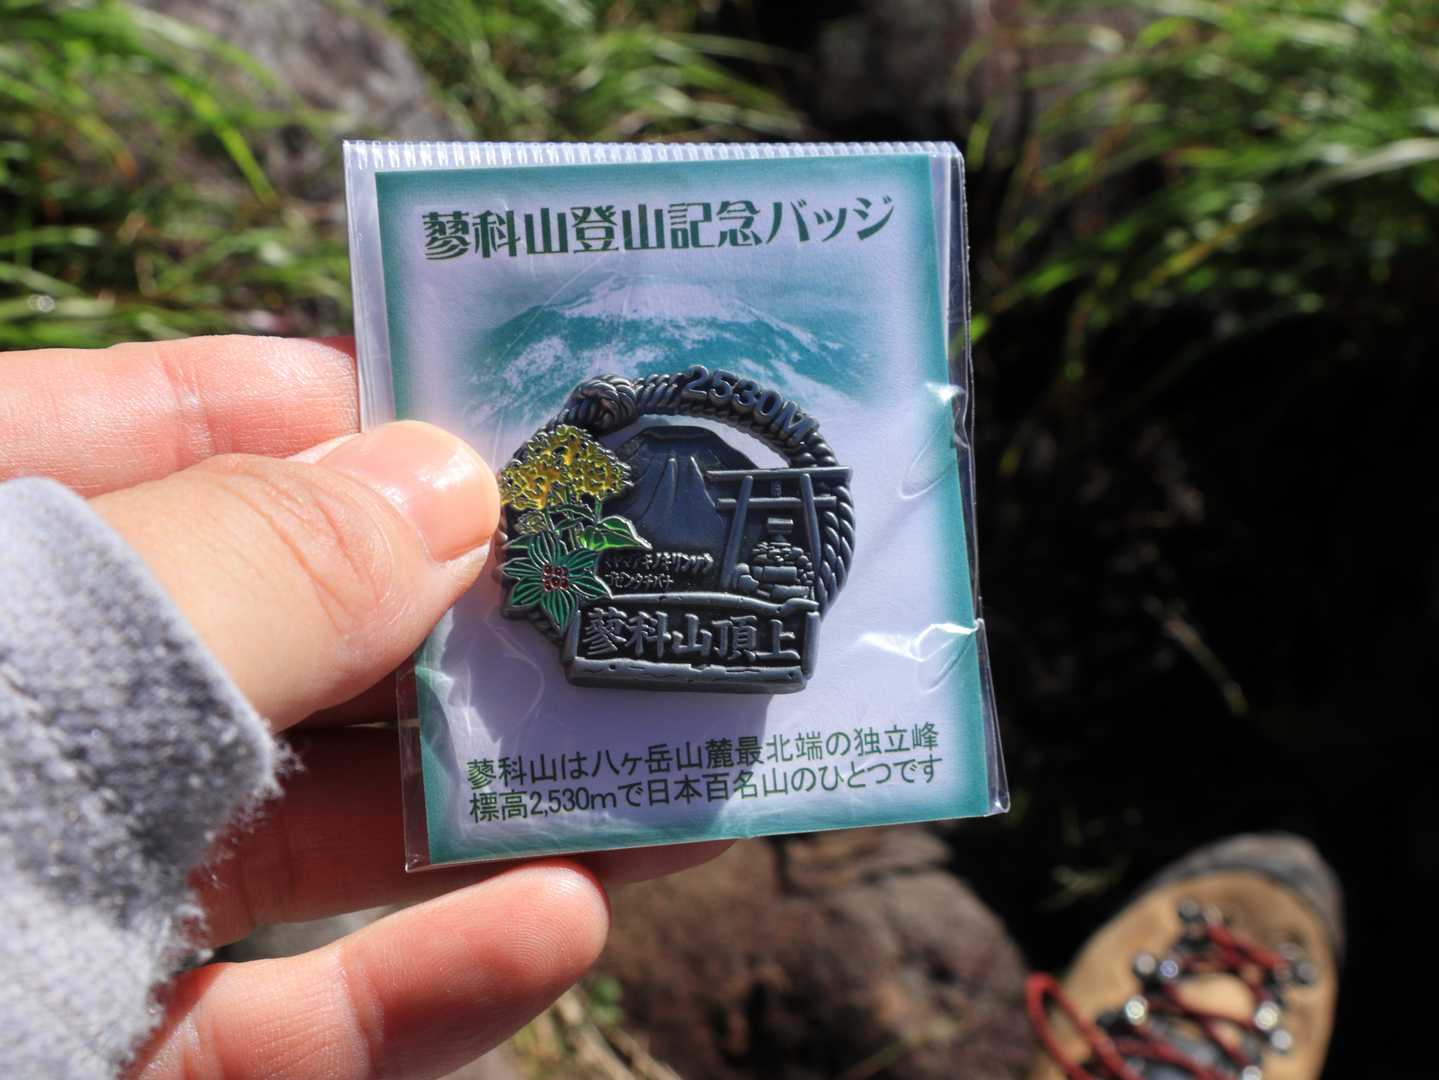 蓼科山登山記念バッジ
2530M
蓼科山頂上
蓼科山は八ヶ岳山麓最北端の独立峰
標高2,530mで日本百名山のひとつです